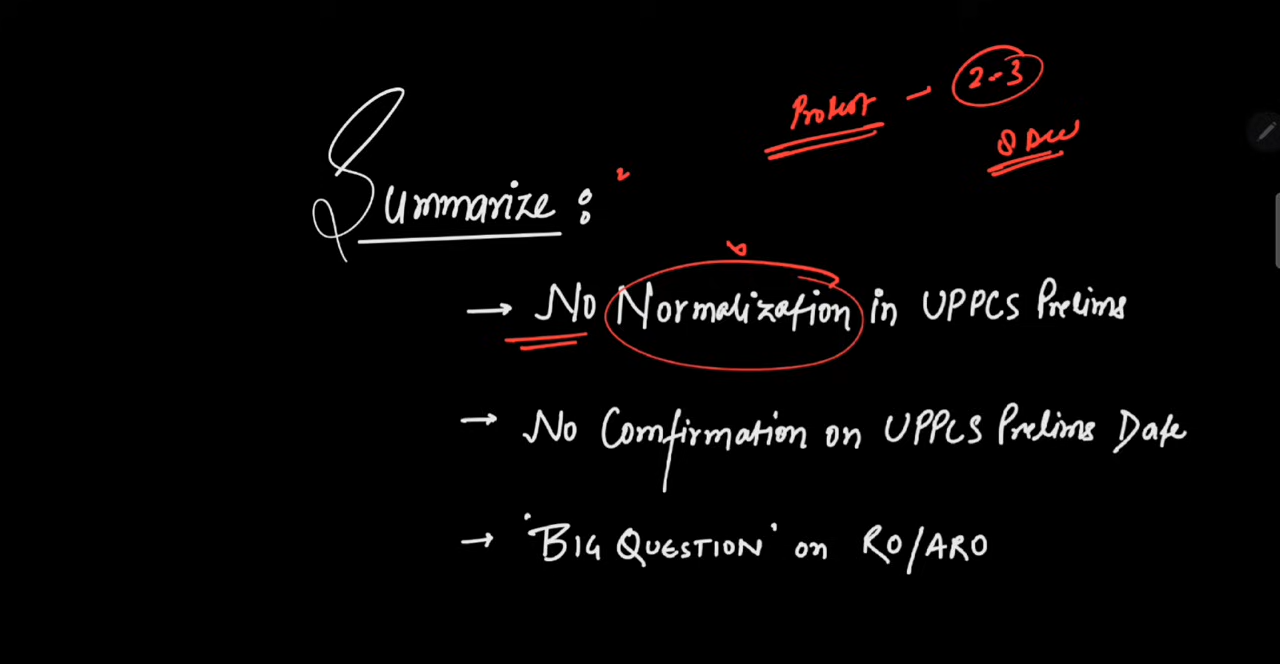 Protest - 2-3
8 Dec
Summarize :
→ No Normalization in UPPCS Prelims
→ No Comfirmation on UPPCS Prelims Date
→ 'BIG QUESTION' on RO/ARO